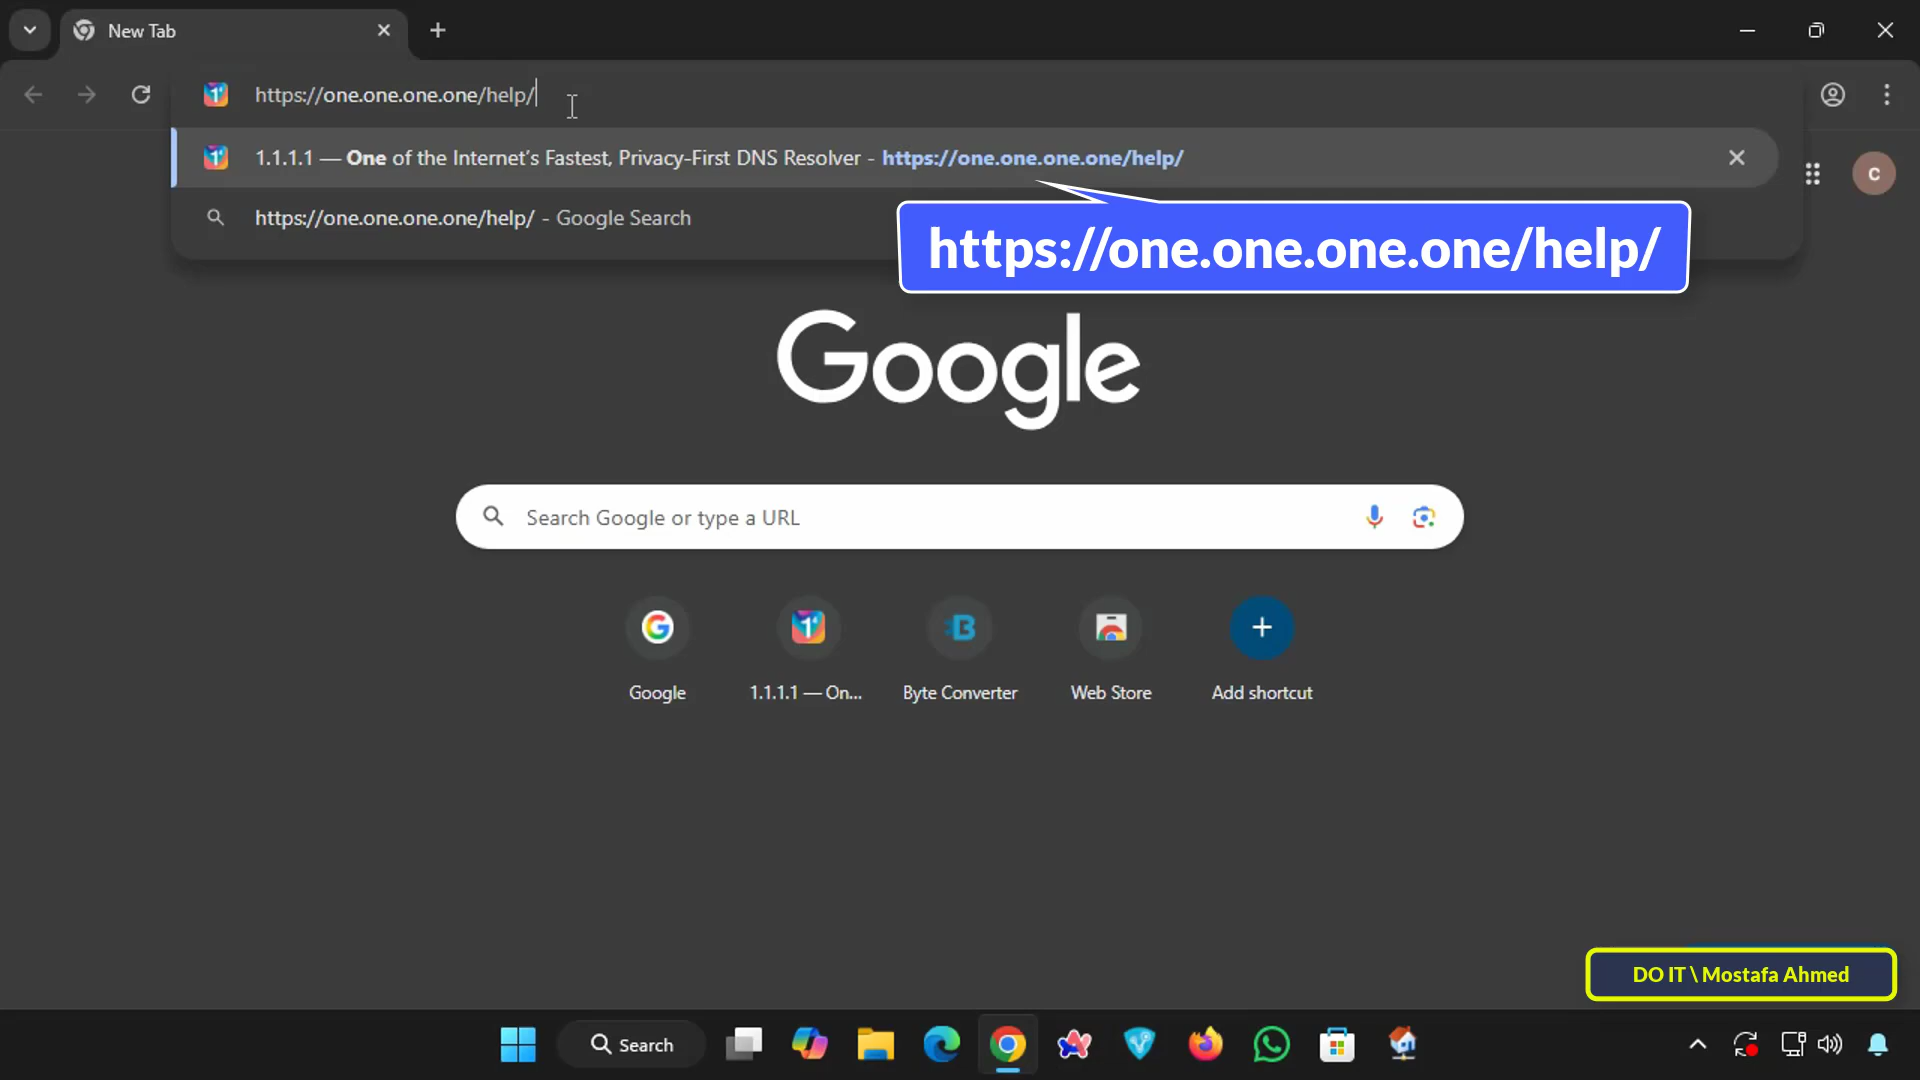 New Tab
https://one.one.one.one/help/
1.1.1.1 — One of the Internet's Fastest, Privacy-First DNS Resolver - https://one.one.one.one/help/
https://one.one.one.one/help/ - Google Search
https://one.one.one.one/help/
C
Google
Search Google or type a URL
Google
1.1.1.1 — On...
Byte Converter
Web Store
Add shortcut
DO IT \ Mostafa Ahmed
Search